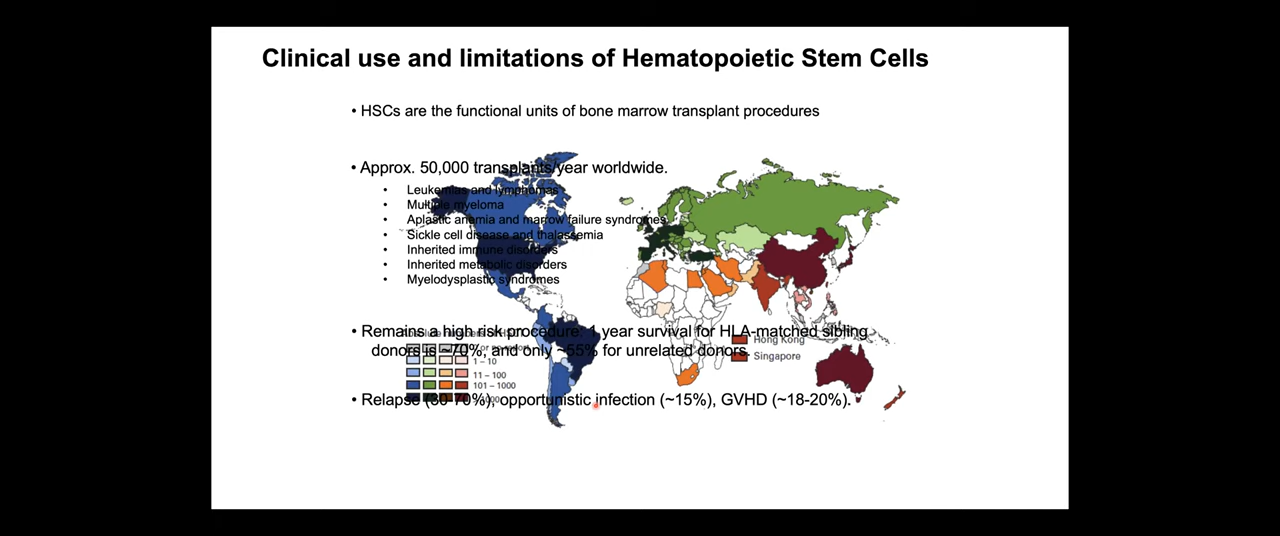 Clinical use and limitations of Hematopoietic Stem Cells
• HSCs are the functional units of bone marrow transplant procedures
• Approx. 50,000 transplants/year worldwide.
• Leukemias and lymphomas
• Multiple myeloma
• Aplastic anemia and marrow failure syndromes
• Sickle cell disease and thalassemia
• Inherited immune disorders
• Inherited metabolic disorders
• Myelodysplastic syndromes
• Remains a high risk procedure: 1 year survival for HLA-matched sibling
donors is ~70%, and only ~55% for unrelated donors.
Hong Kong
Singapore
1 – 10
11 – 100
101 – 1000
• Relapse (30-70%), opportunistic infection (~15%), GVHD (~18-20%).